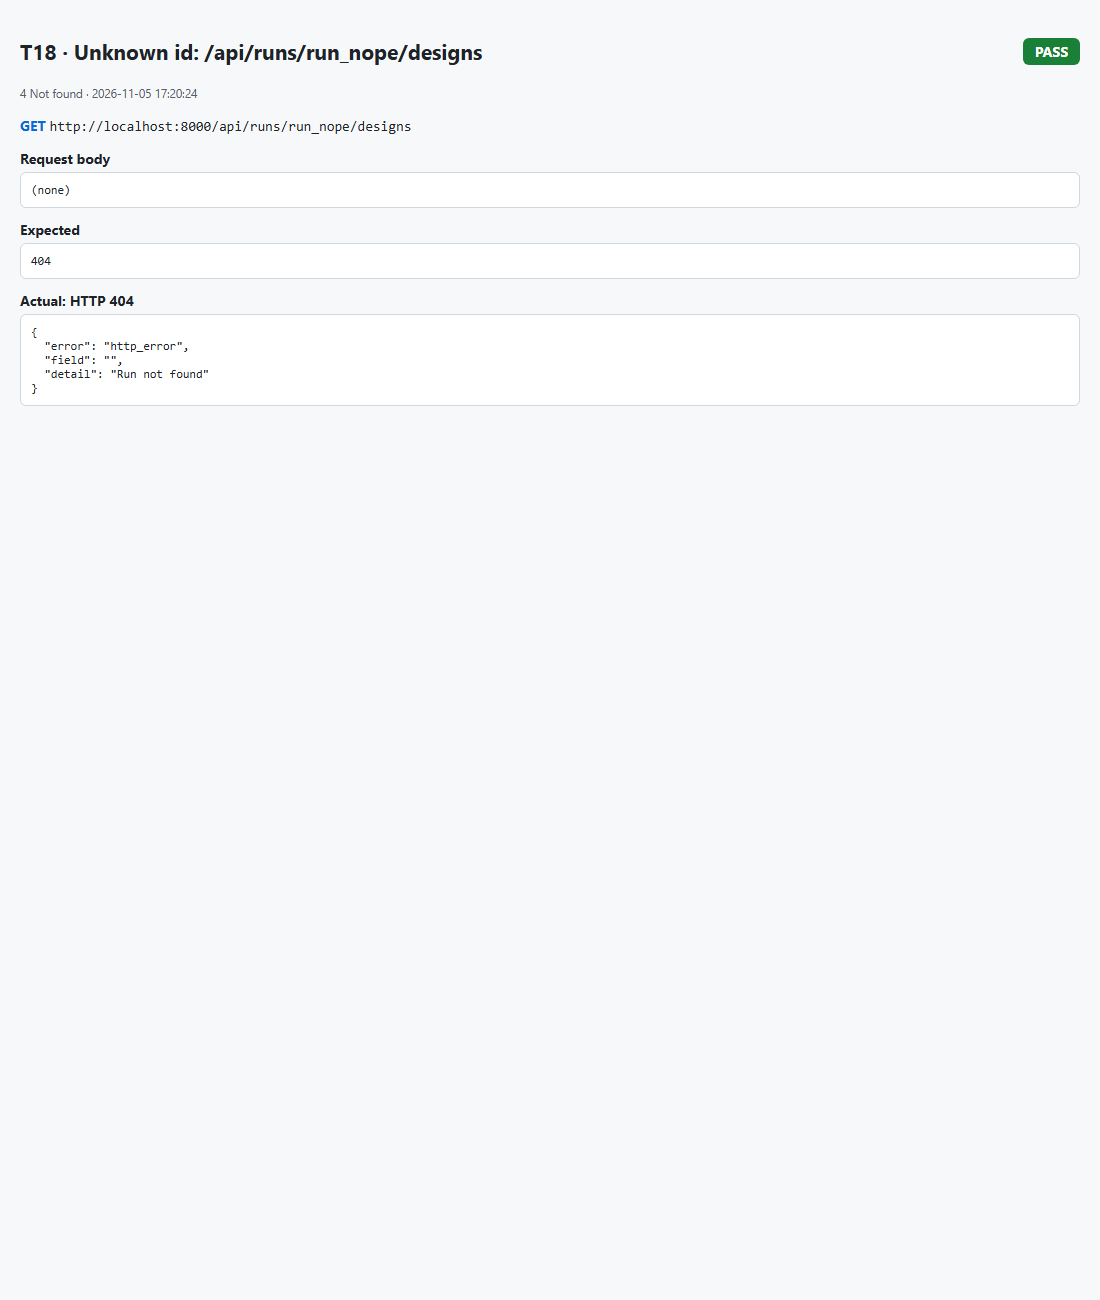 T18 · Unknown id: /api/runs/run_nope/designs
PASS
4 Not found · 2026-11-05 17:20:24
GET http://localhost:8000/api/runs/run_nope/designs
Request body
(none)
Expected
404
Actual: HTTP 404
{
  "error": "http_error",
  "field": "",
  "detail": "Run not found"
}